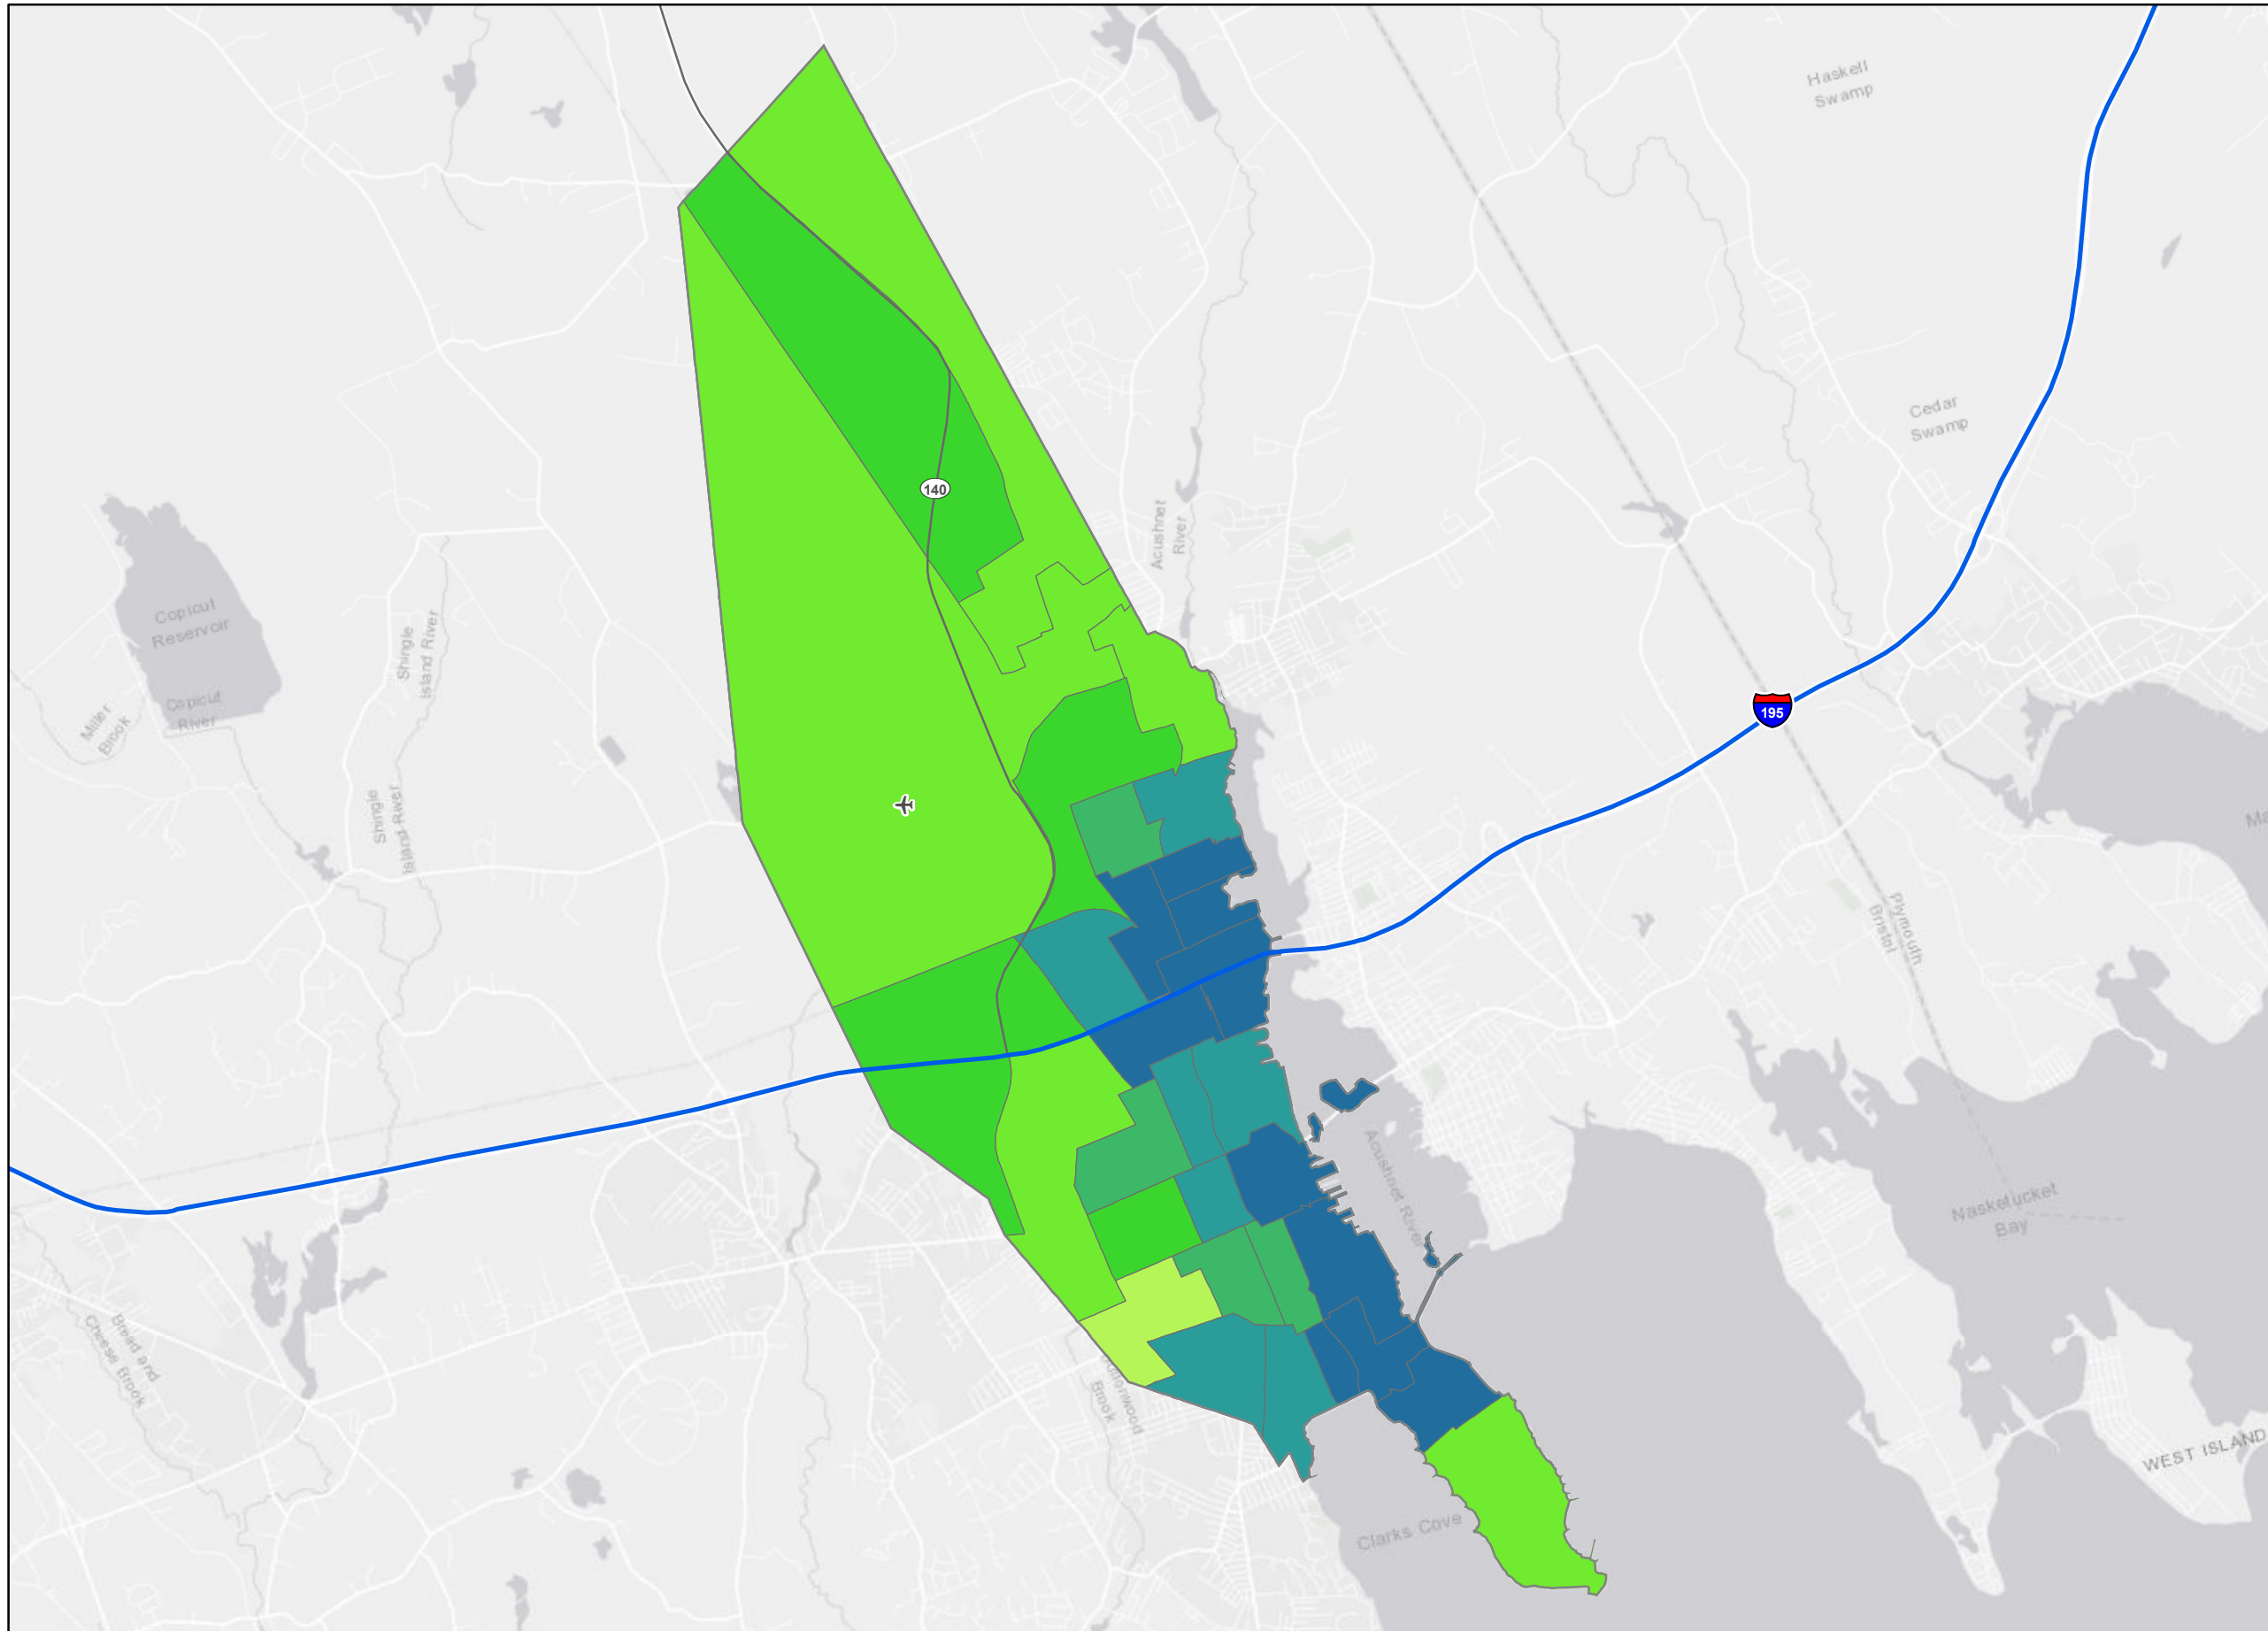 Haskell
Swamp
Cedar
Swamp
140
Acushnet
River
Copicut
Reservoir
Shingle
Island River
Copicut
River
Miller
Brook
195
Shingle
Island River
Plymouth
Bristol
Acushnet River
Nasketucket
Bay
Bread and
Cheese Brook
Brook
WEST ISLAND
Clarks Cove